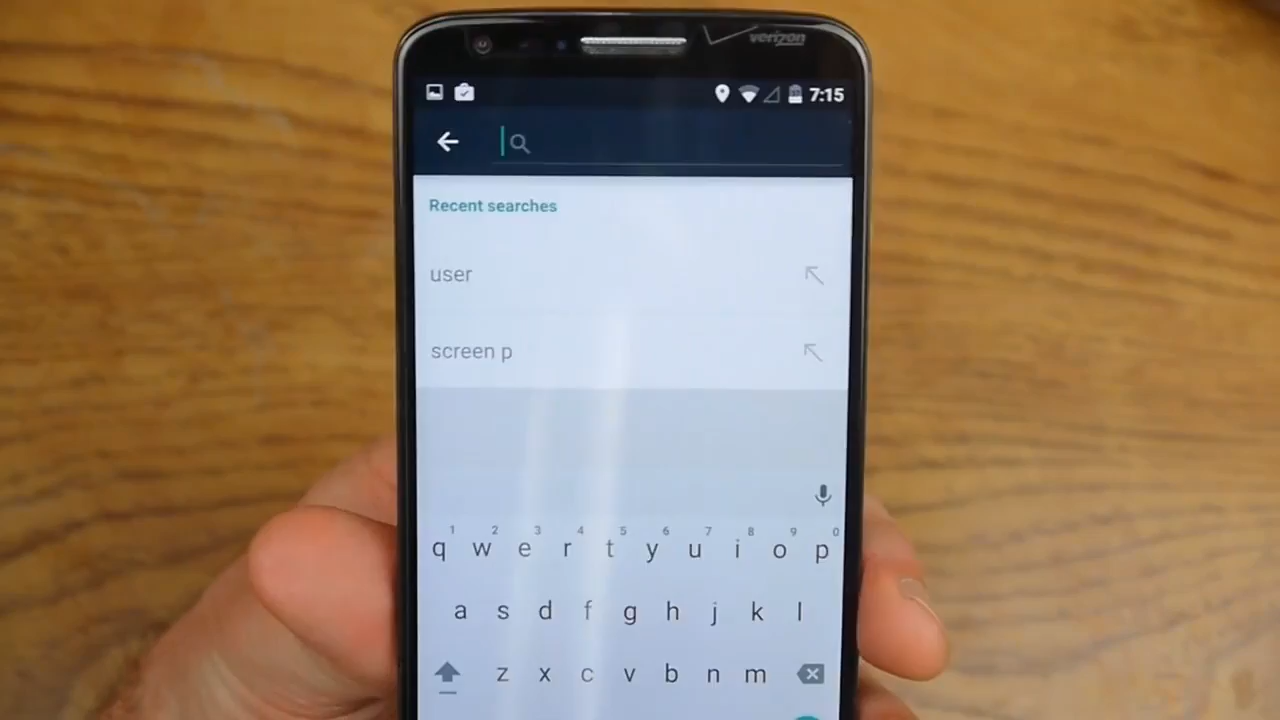 verizon
7:15
Recent searches
user
screen p
1 2 3 4 5 6 7 8 9 0
q w e r t y u i o p
a s d f g h j k l
z x c v b n m